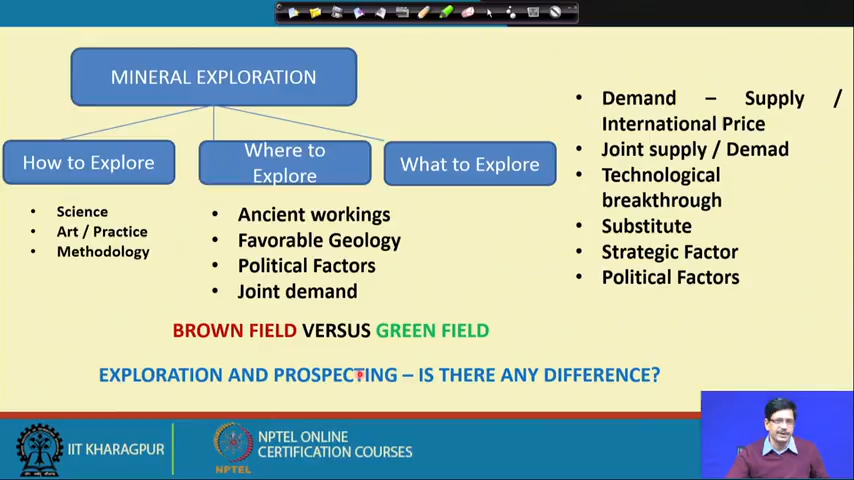 MINERAL EXPLORATION
How to Explore
Where to
Explore
What to Explore
• Science
• Art / Practice
• Methodology
• Ancient workings
• Favorable Geology
• Political Factors
• Joint demand
• Demand – Supply /
International Price
• Joint supply / Demad
• Technological
breakthrough
• Substitute
• Strategic Factor
• Political Factors
BROWN FIELD VERSUS GREEN FIELD
EXPLORATION AND PROSPECTING – IS THERE ANY DIFFERENCE?
IIT KHARAGPUR
NPTEL
NPTEL ONLINE
CERTIFICATION COURSES